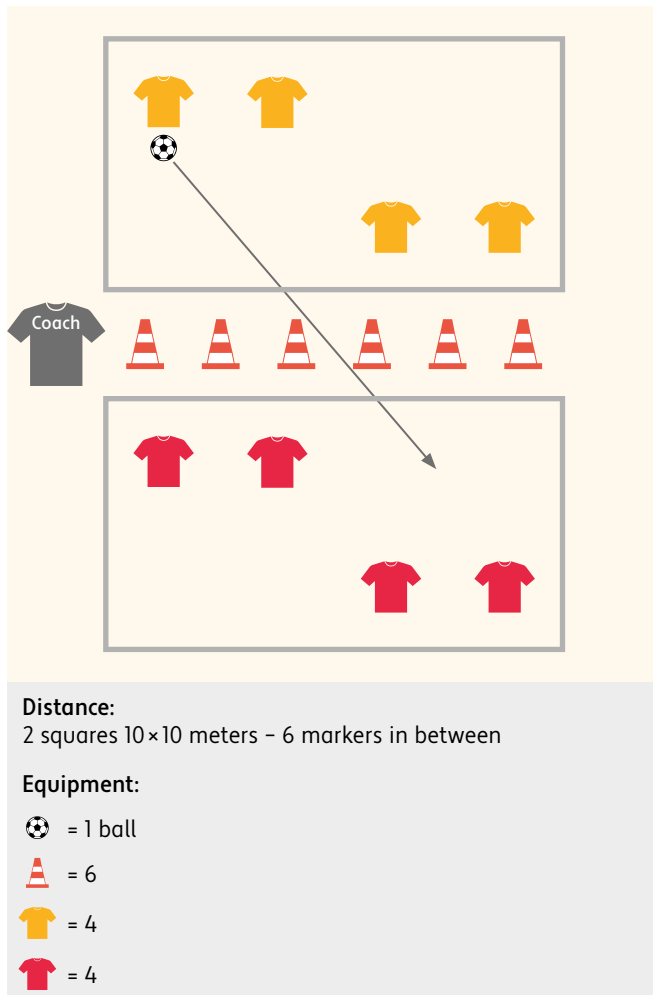 Coach
Distance:
2 squares 10×10 meters – 6 markers in between
Equipment:
= 1 ball
= 6
= 4
= 4